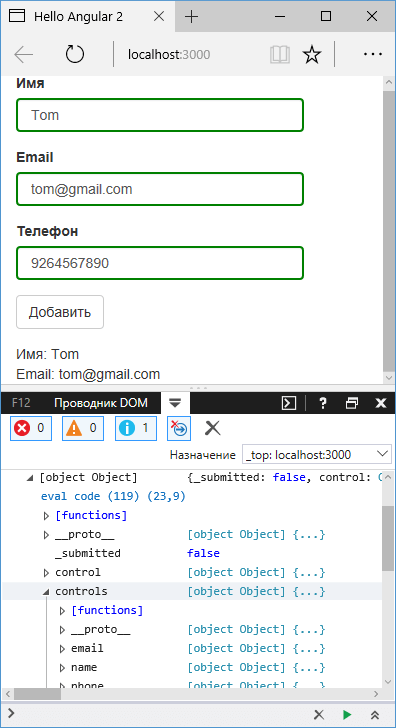 Hello Angular 2
localhost:3000
Имя
Tom
Email
tom@gmail.com
Телефон
9264567890
Добавить
Имя: Tom
Email: tom@gmail.com
F12 Проводник DOM ?
0 0 1
Назначение _top: localhost:3000
[object Object] {_submitted: false, control:
eval code (119) (23,9)
[functions]
__proto__ [object Object] {...}
_submitted false
control [object Object] {...}
controls [object Object] {...}
[functions]
__proto__ [object Object] {...}
email [object Object] {...}
name [object Object] {...}
phone [object Object] {...}